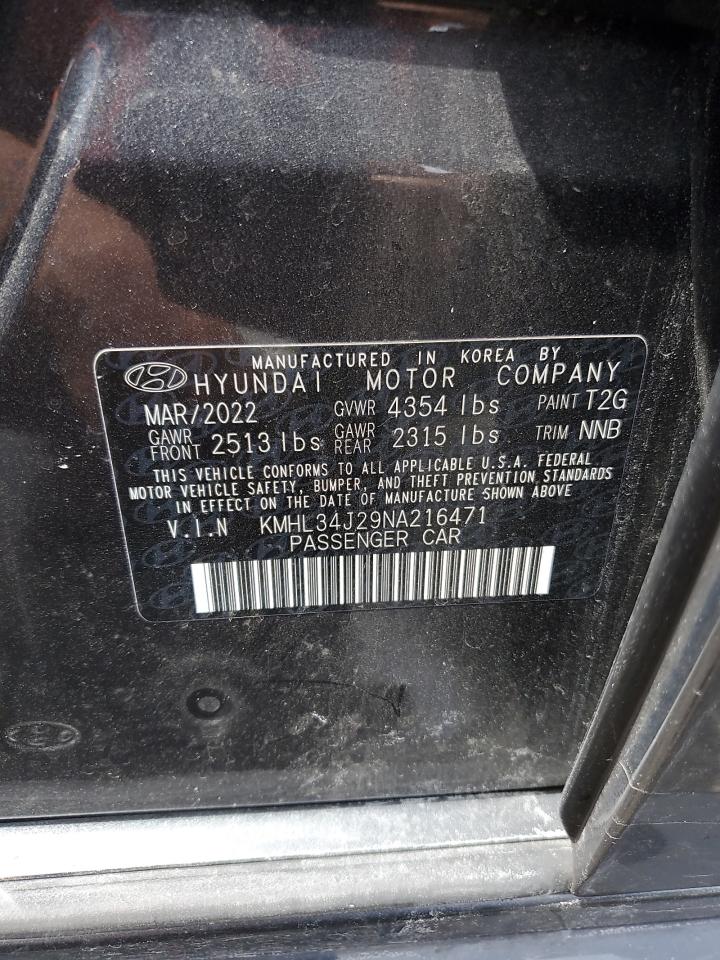 MANUFACTURED IN KOREA BY
HYUNDAI MOTOR COMPANY
MAR/2022 GVWR 4354 lbs PAINT T2G
GAWR FRONT 2513 lbs GAWR REAR 2315 lbs TRIM NNB
THIS VEHICLE CONFORMS TO ALL APPLICABLE U.S.A. FEDERAL
MOTOR VEHICLE SAFETY, BUMPER, AND THEFT PREVENTION STANDARDS
IN EFFECT ON THE DATE OF MANUFACTURE SHOWN ABOVE
V.I.N KMHL34J29NA216471
PASSENGER CAR